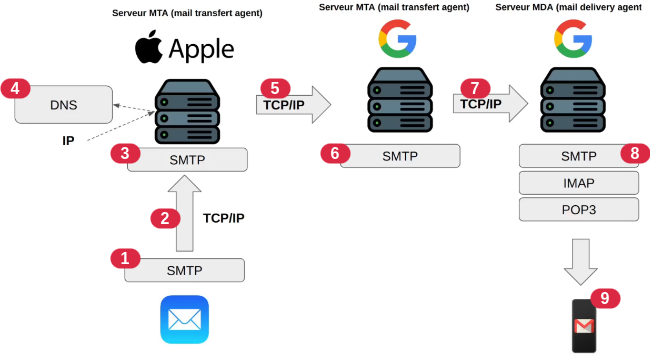 Serveur MTA (mail transfert agent)
Serveur MTA (mail transfert agent)
Serveur MDA (mail delivery agent
Apple
4
DNS
IP
5
TCP/IP
7
TCP/IP
3
SMTP
6
SMTP
SMTP
8
IMAP
POP3
2
TCP/IP
1
SMTP
9